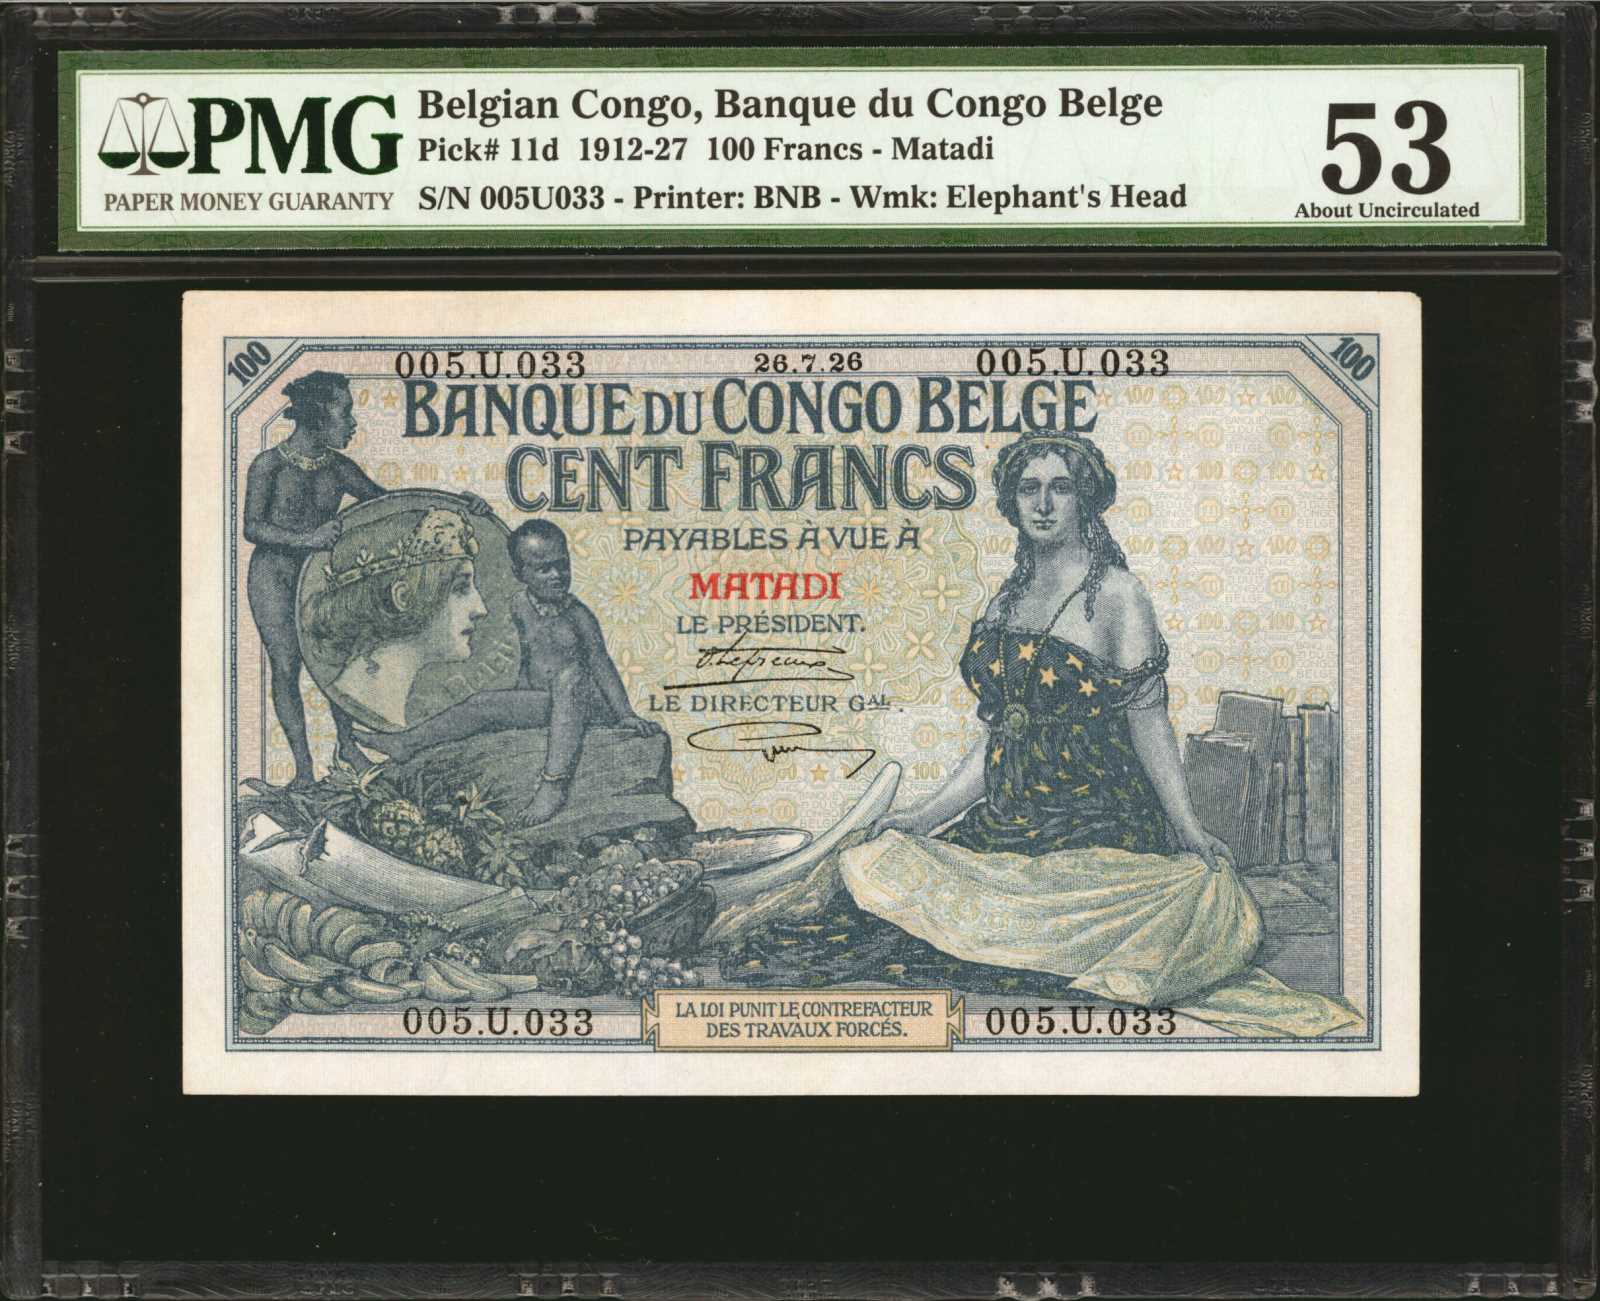 PMG
PAPER MONEY GUARANTY
Belgian Congo, Banque du Congo Belge
Pick# 11d 1912-27 100 Francs - Matadi
S/N 005U033 - Printer: BNB - Wmk: Elephant's Head
53
About Uncirculated
100
005.U.033
26.7.26
005.U.033
100
BANQUE DU CONGO BELGE
CENT FRANCS
PAYABLES À VUE À
MATADI
LE PRÉSIDENT.
LE DIRECTEUR GAL.
LA LOI PUNIT LE CONTREFACTEUR
DES TRAVAUX FORCÉS.
005.U.033
005.U.033